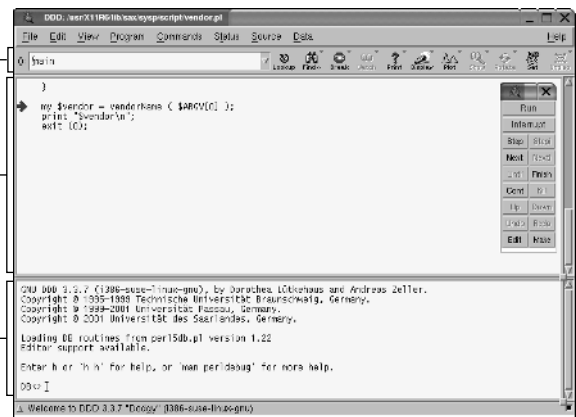 DDD: /usr/X11R6/lib/sax/sysp/script/vendor.pl
File Edit View Program Commands Status Source Data Help
() main Lookup Find» Break Watch Print Display Plot Rotate Set
}
my $vendor = vendorName ( $ARGV[0] );
print "$vendor\n";
exit (0);
Run
Interrupt
Step Stepi
Next Nexti
Until Finish
Cont Kill
Up Down
Undo Redo
Edit Make
GNU DDD 3.3.7 (i386-suse-linux-gnu), by Dorothea Lütkehaus and Andreas Zeller.
Copyright © 1995-1999 Technische Universität Braunschweig, Germany.
Copyright © 1999-2001 Universität Passau, Germany.
Copyright © 2001 Universität des Saarlandes, Germany.
Loading DB routines from perl5db.pl version 1.22
Editor support available.
Enter h or `h h' for help, or `man perldebug' for more help.
DB<>
Welcome to DDD 3.3.7 "Doogy" (i386-suse-linux-gnu)